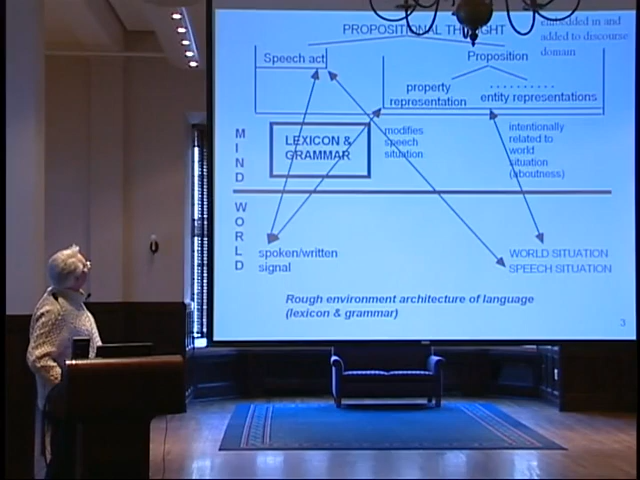 PROPOSITIONAL THOUGHT
embedded in and
added to discourse
domain
Speech act
Proposition
property
representation
entity representations
MIND
LEXICON &
GRAMMAR
modifies
speech
situation
intentionally
related to
world
situation
(aboutness)
WORLD
spoken/written
signal
WORLD SITUATION
SPEECH SITUATION
Rough environment architecture of language
(lexicon & grammar)
3